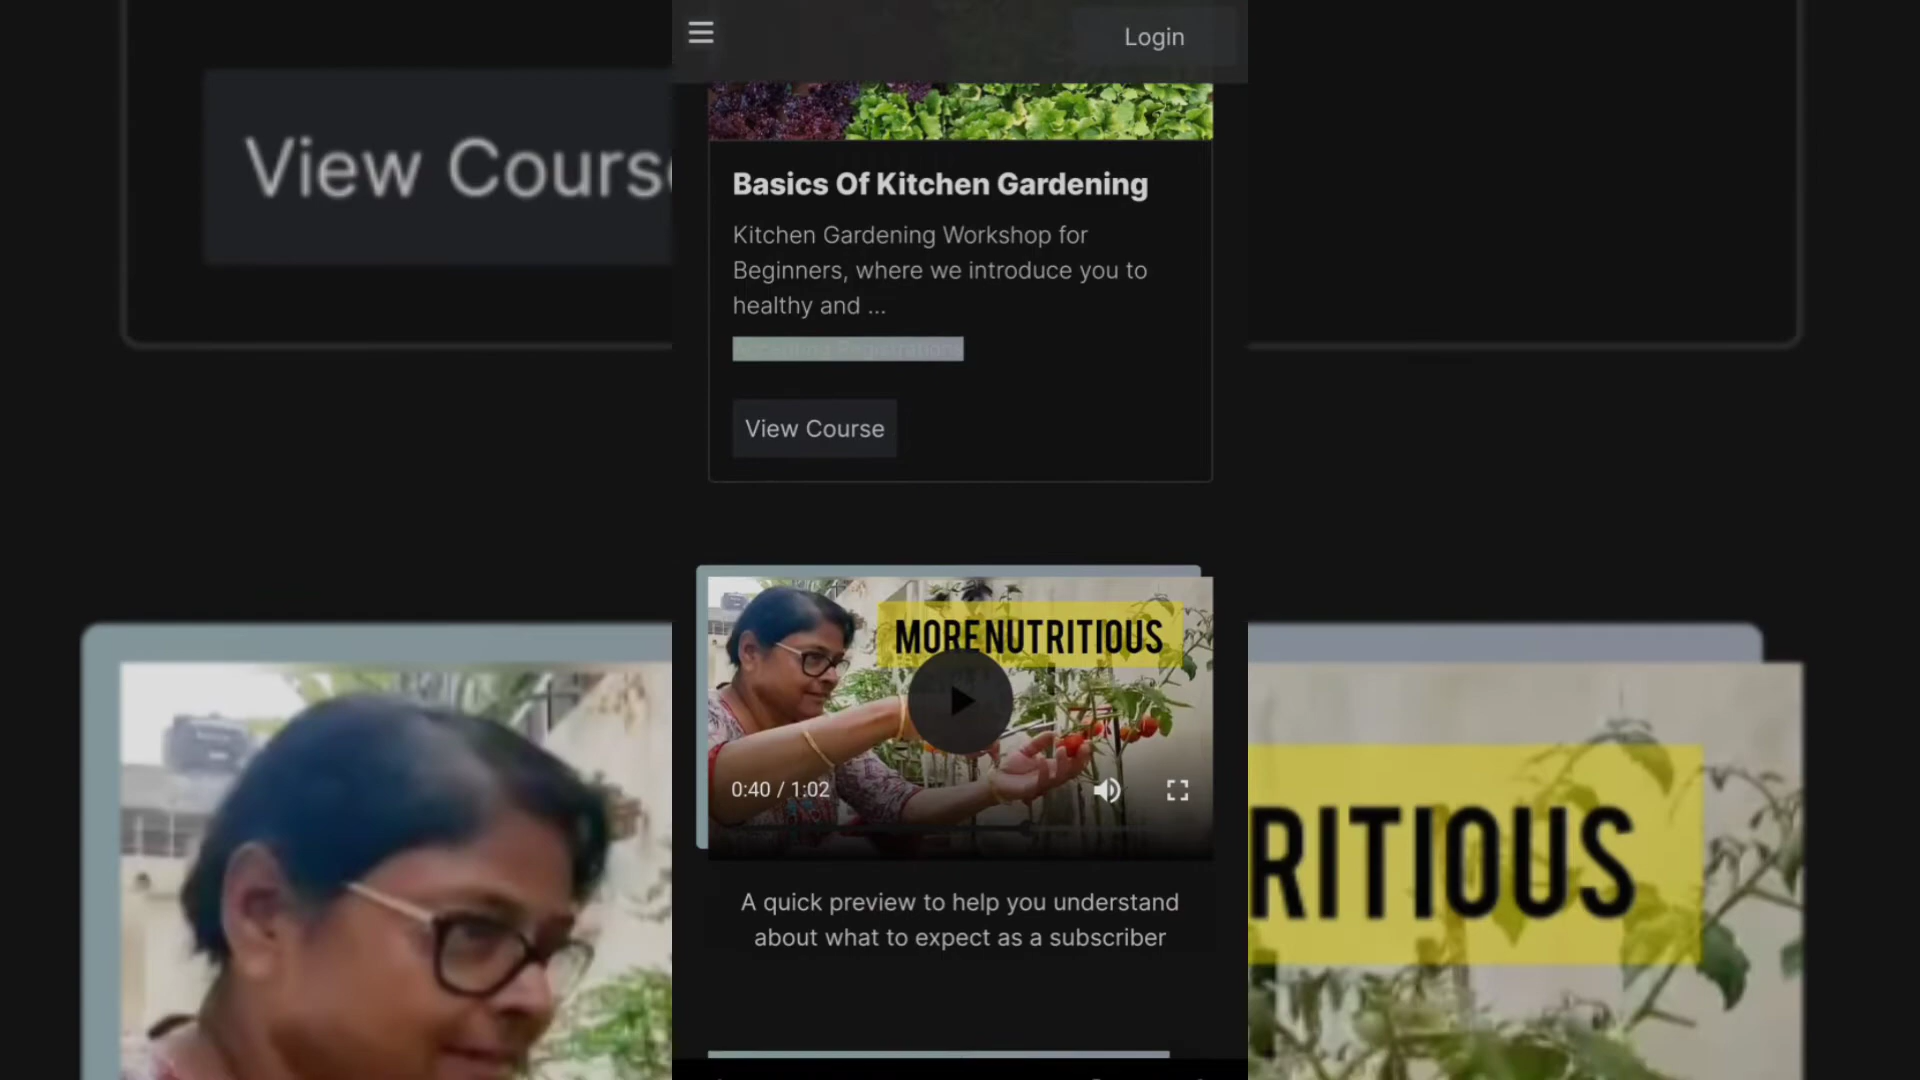 Login
View Cours
Basics Of Kitchen Gardening
Kitchen Gardening Workshop for
Beginners, where we introduce you to
healthy and ...
Registrations
View Course
MORE NUTRITIOUS
0:40 / 1:02
RITIOUS
A quick preview to help you understand
about what to expect as a subscriber